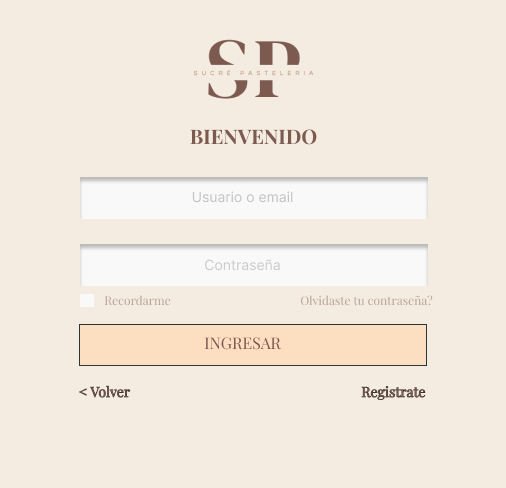 SP
SUCRÉ PASTELERIA
BIENVENIDO
Usuario o email
Contraseña
Recordarme Olvidaste tu contraseña?
INGRESAR
< Volver Registrate